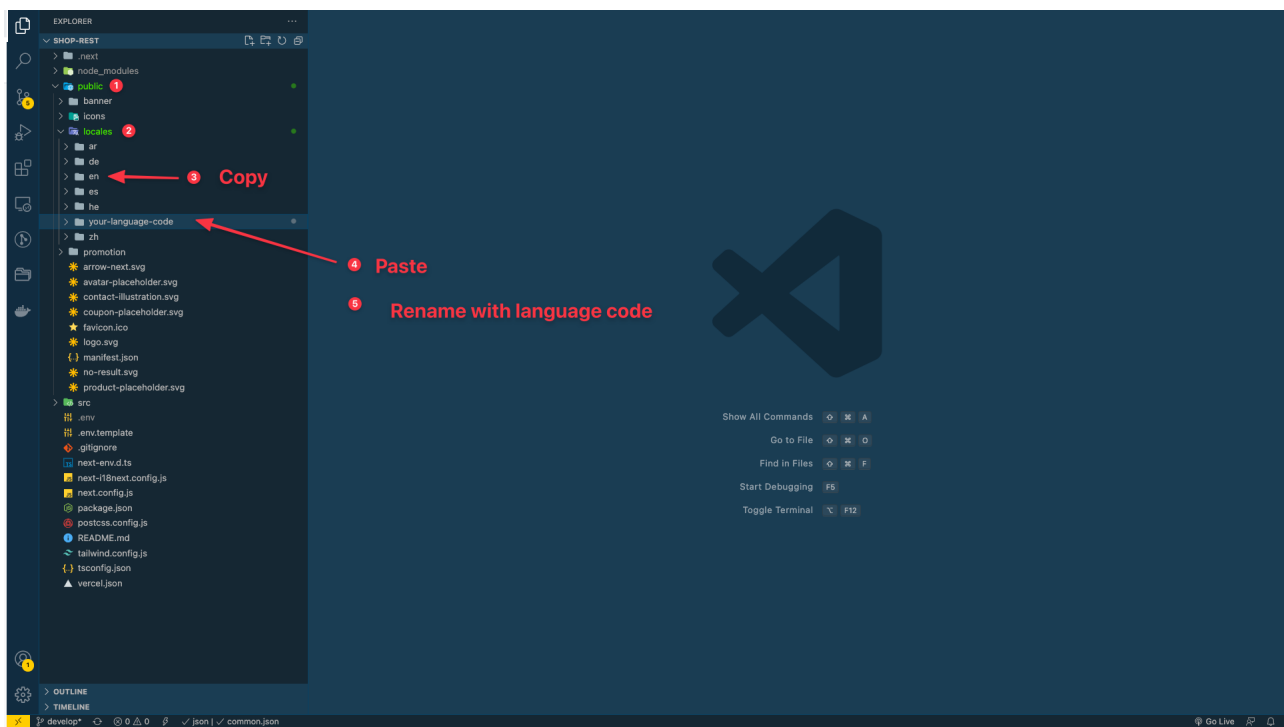 EXPLORER
SHOP-REST
.next
node_modules
public 1
banner
icons
locales 2
ar
de
en
3 Copy
es
he
your-language-code
zh
promotion
arrow-next.svg
4 Paste
avatar-placeholder.svg
contact-illustration.svg
coupon-placeholder.svg
5 Rename with language code
favicon.ico
logo.svg
{..} manifest.json
no-result.svg
product-placeholder.svg
src
.env
.env.template
.gitignore
next-env.d.ts
next-i18next.config.js
next.config.js
package.json
postcss.config.js
README.md
tailwind.config.js
{..} tsconfig.json
vercel.json
Show All Commands ⇧ ⌘ A
Go to File ⇧ ⌘ O
Find in Files ⇧ ⌘ F
Start Debugging F5
Toggle Terminal ⌥ F12
5
1
OUTLINE
TIMELINE
develop* 0 0 json | common.json Go Live